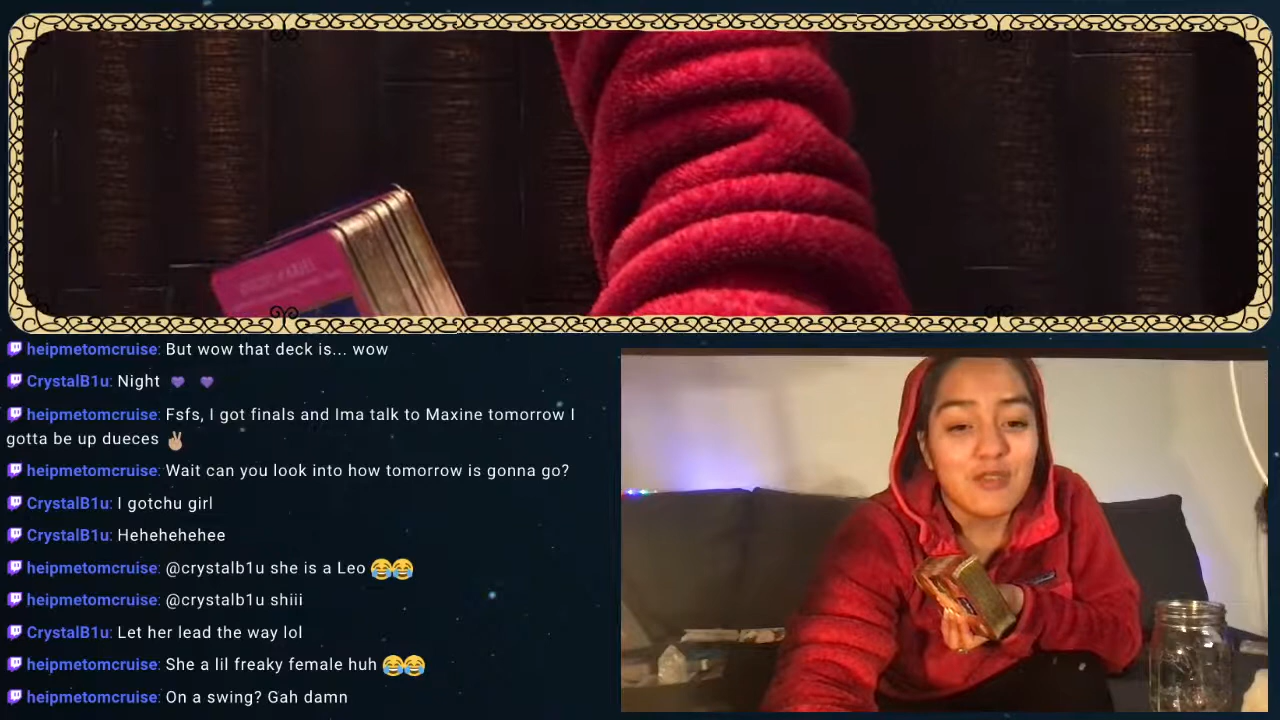 heipmetomcruise: But wow that deck is... wow
CrystalB1u: Night 💜 💜
heipmetomcruise: Fsfs, I got finals and Ima talk to Maxine tomorrow I
gotta be up dueces ✌🏼
heipmetomcruise: Wait can you look into how tomorrow is gonna go?
CrystalB1u: I gotchu girl
CrystalB1u: Hehehehehee
heipmetomcruise: @crystalb1u she is a Leo 😂😂
heipmetomcruise: @crystalb1u shiii
CrystalB1u: Let her lead the way lol
heipmetomcruise: She a lil freaky female huh 😂😂
heipmetomcruise: On a swing? Gah damn